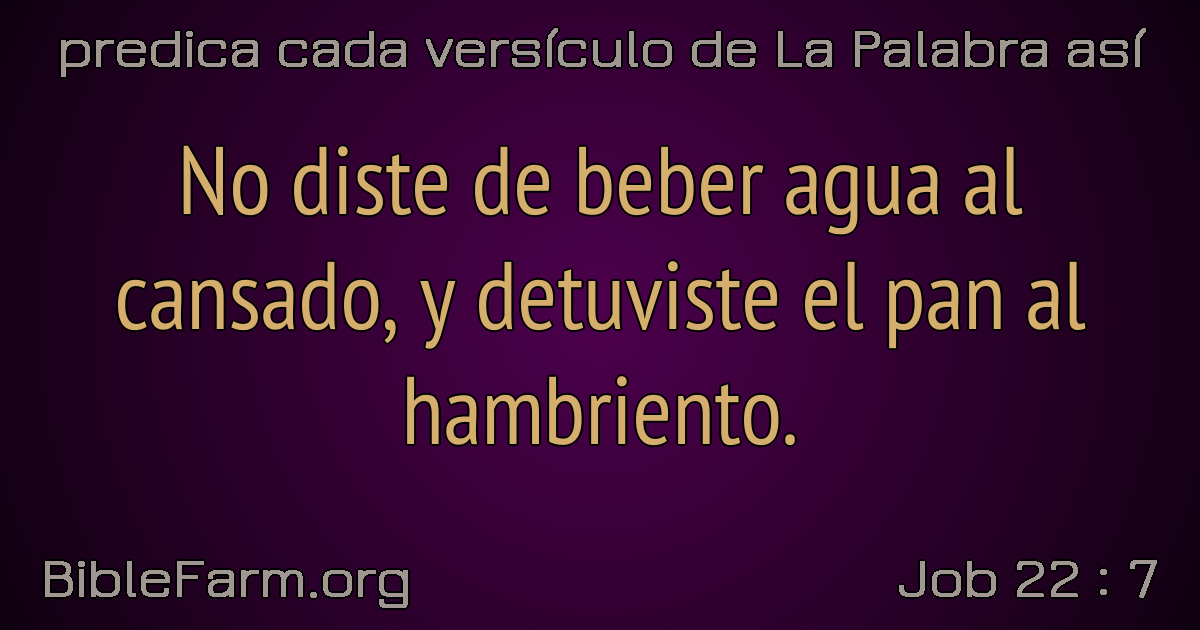 predica cada versículo de La Palabra así
No diste de beber agua al
cansado, y detuviste el pan al
hambriento.
BibleFarm.org
Job 22 : 7